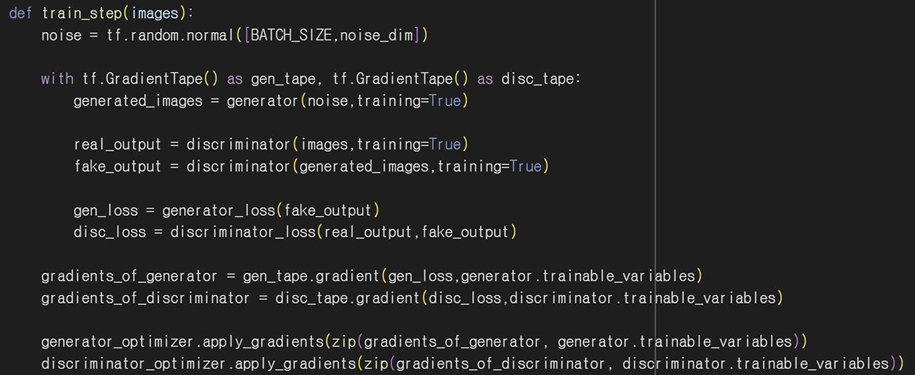 def train_step(images):
    noise = tf.random.normal([BATCH_SIZE,noise_dim])

    with tf.GradientTape() as gen_tape, tf.GradientTape() as disc_tape:
        generated_images = generator(noise,training=True)

        real_output = discriminator(images,training=True)
        fake_output = discriminator(generated_images,training=True)

        gen_loss = generator_loss(fake_output)
        disc_loss = discriminator_loss(real_output,fake_output)

    gradients_of_generator = gen_tape.gradient(gen_loss,generator.trainable_variables)
    gradients_of_discriminator = disc_tape.gradient(disc_loss,discriminator.trainable_variables)

    generator_optimizer.apply_gradients(zip(gradients_of_generator, generator.trainable_variables))
    discriminator_optimizer.apply_gradients(zip(gradients_of_discriminator, discriminator.trainable_variables))